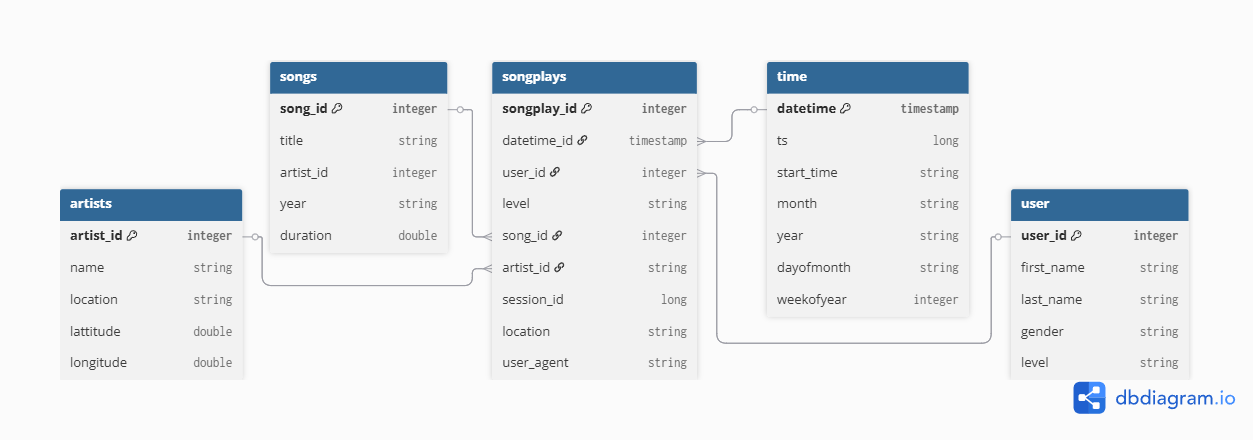 songs
song_id integer
title string
artist_id integer
year string
duration double
songplays
songplay_id integer
datetime_id timestamp
user_id integer
level string
song_id integer
artist_id string
session_id long
location string
user_agent string
time
datetime timestamp
ts long
start_time string
month string
year string
dayofmonth string
weekofyear integer
artists
artist_id integer
name string
location string
lattitude double
longitude double
user
user_id integer
first_name string
last_name string
gender string
level string
dbdiagram.io